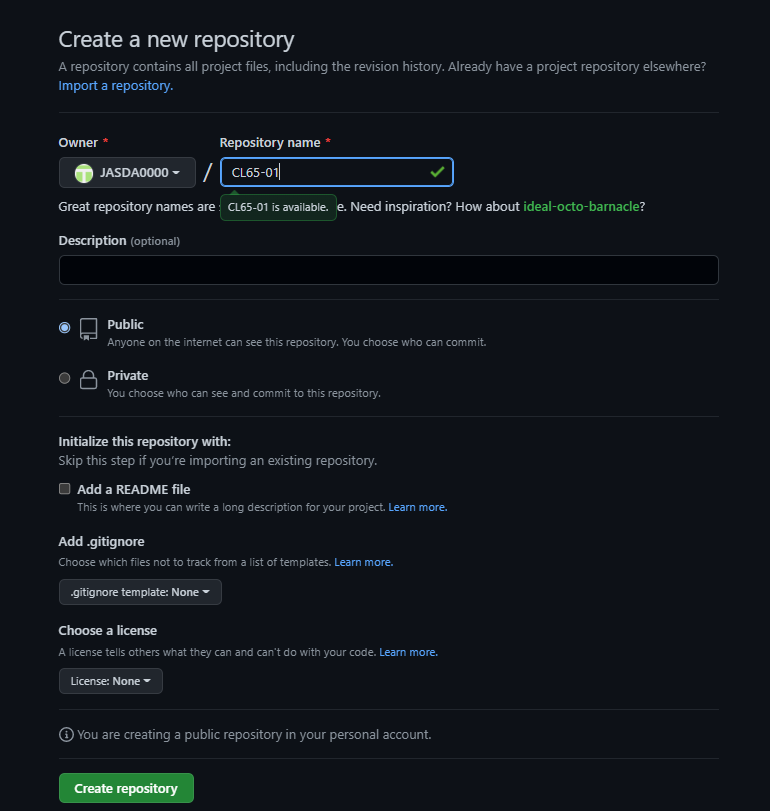 Create a new repository
A repository contains all project files, including the revision history. Already have a project repository elsewhere?
Import a repository.
Owner * Repository name *
JASDA0000 / CL65-01
Great repository names are e. Need inspiration? How about ideal-octo-barnacle?
CL65-01 is available.
Description (optional)
Public
Anyone on the internet can see this repository. You choose who can commit.
Private
You choose who can see and commit to this repository.
Initialize this repository with:
Skip this step if you're importing an existing repository.
Add a README file
This is where you can write a long description for your project. Learn more.
Add .gitignore
Choose which files not to track from a list of templates. Learn more.
.gitignore template: None
Choose a license
A license tells others what they can and can't do with your code. Learn more.
License: None
You are creating a public repository in your personal account.
Create repository